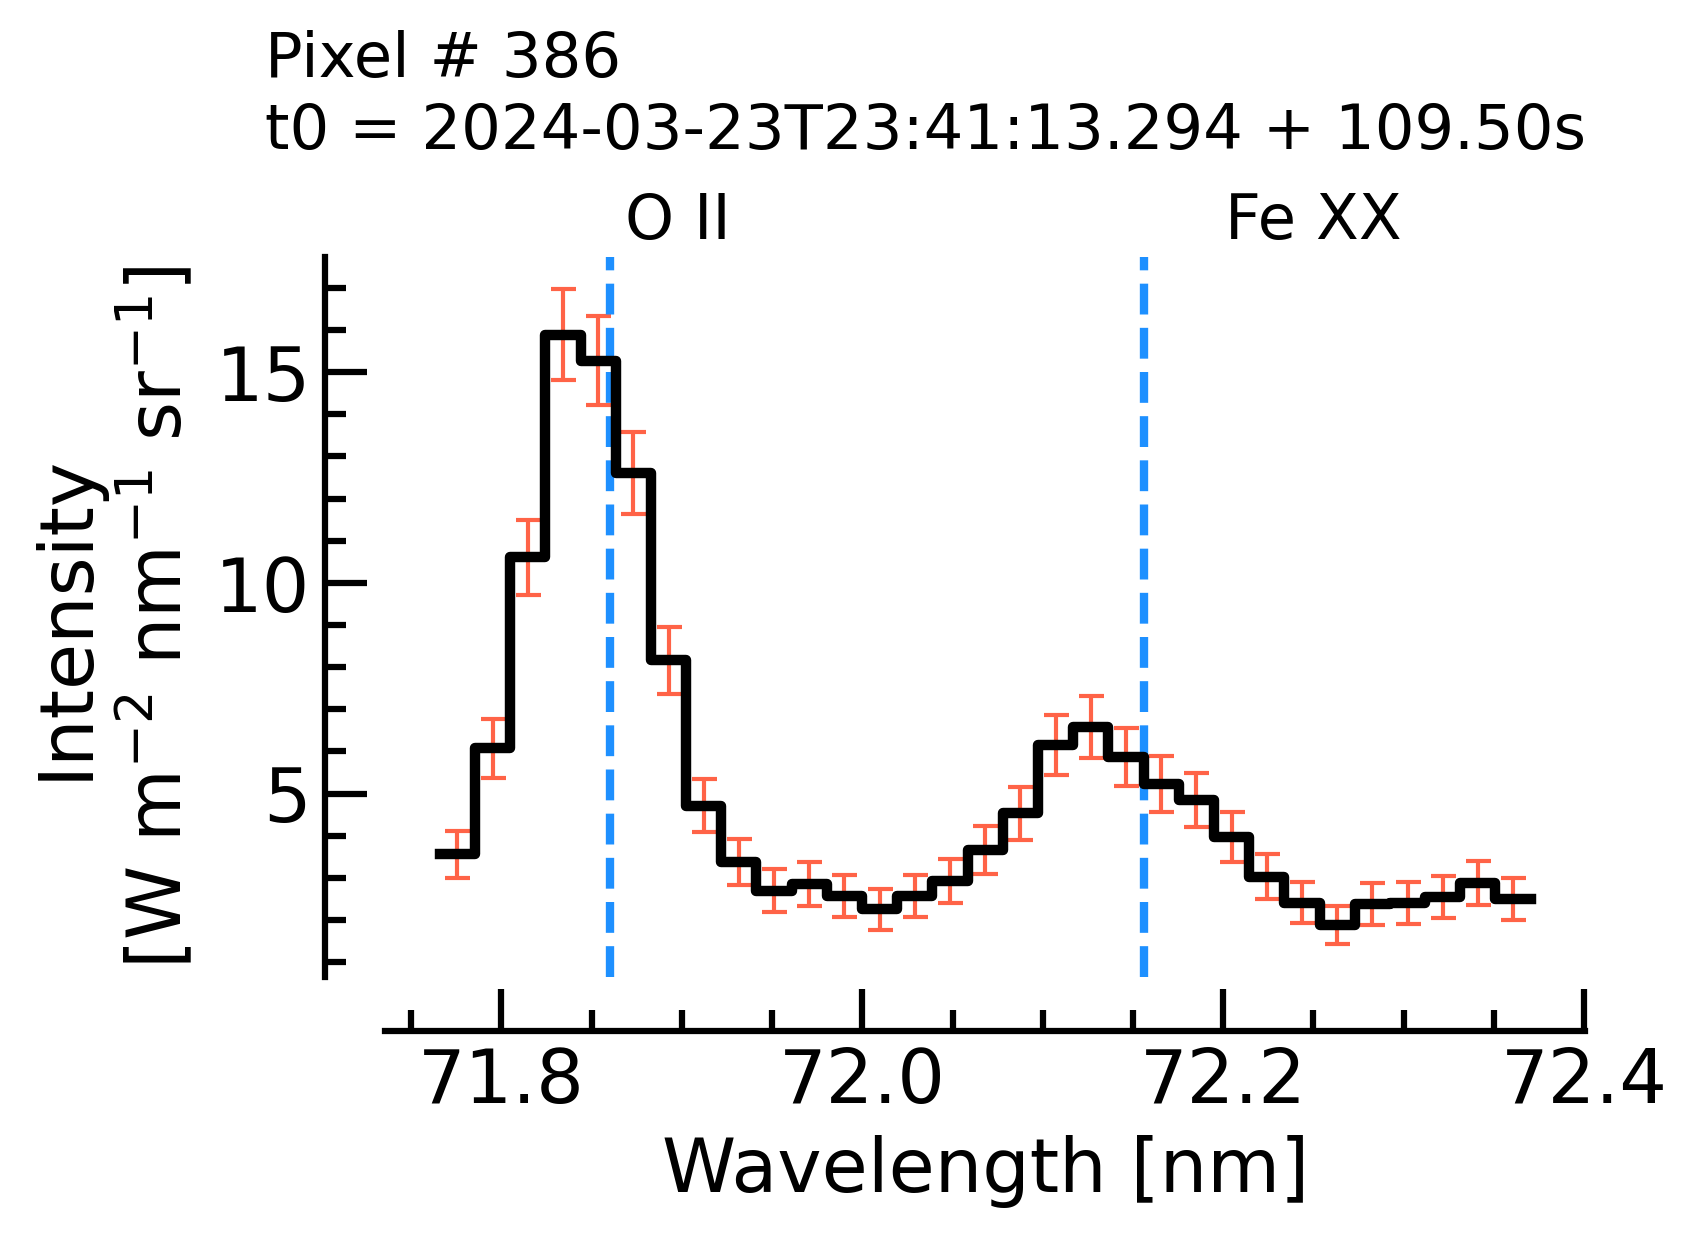 Pixel # 386
t0 = 2024-03-23T23:41:13.294 + 109.50s
O II
Fe XX
Intensity
[W m⁻² nm⁻¹ sr⁻¹]
15
10
5
71.8
72.0
72.2
72.4
Wavelength [nm]